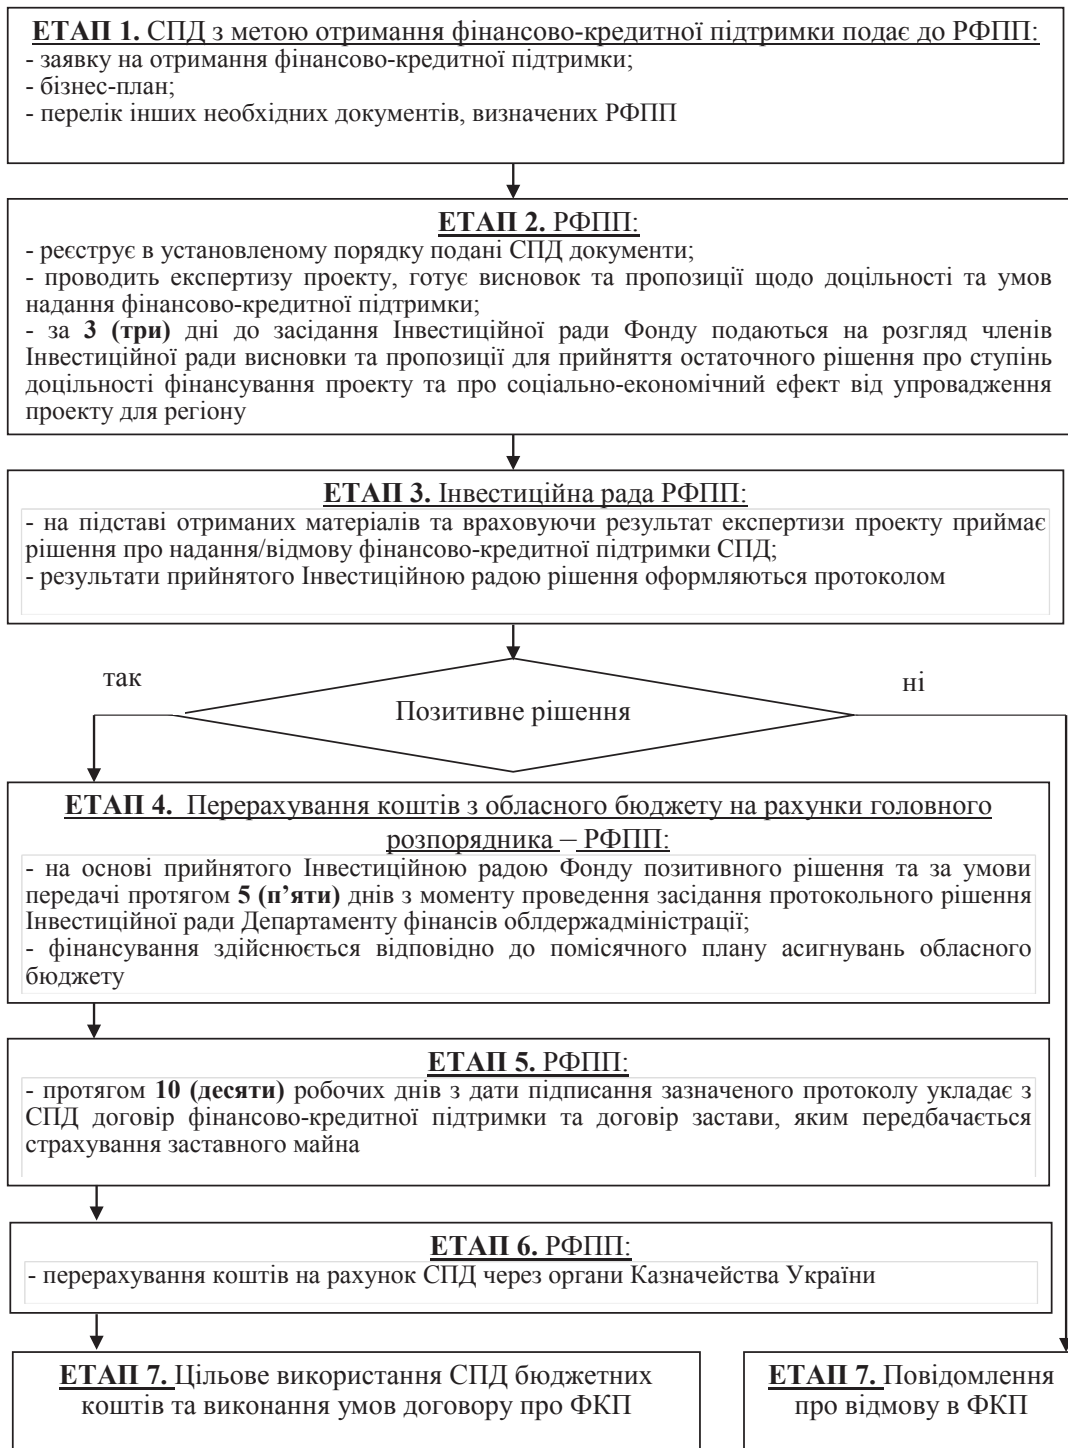 ЕТАП 1. СПД з метою отримання фінансово-кредитної підтримки подає до РФПП:
- заявку на отримання фінансово-кредитної підтримки;
- бізнес-план;
- перелік інших необхідних документів, визначених РФПП
ЕТАП 2. РФПП:
- реєструє в установленому порядку подані СПД документи;
- проводить експертизу проекту, готує висновок та пропозиції щодо доцільності та умов
надання фінансово-кредитної підтримки;
- за 3 (три) дні до засідання Інвестиційної ради Фонду подаються на розгляд членів
Інвестиційної ради висновки та пропозиції для прийняття остаточного рішення про ступінь
доцільності фінансування проекту та про соціально-економічний ефект від упровадження
проекту для регіону
ЕТАП 3. Інвестиційна рада РФПП:
- на підставі отриманих матеріалів та враховуючи результат експертизи проекту приймає
рішення про надання/відмову фінансово-кредитної підтримки СПД;
- результати прийнятого Інвестиційною радою рішення оформляються протоколом
так
ні
Позитивне рішення
ЕТАП 4. Перерахування коштів з обласного бюджету на рахунки головного
розпорядника – РФПП:
- на основі прийнятого Інвестиційною радою Фонду позитивного рішення та за умови
передачі протягом 5 (п’яти) днів з моменту проведення засідання протокольного рішення
Інвестиційної ради Департаменту фінансів облдержадміністрації;
- фінансування здійснюється відповідно до помісячного плану асигнувань обласного
бюджету
ЕТАП 5. РФПП:
- протягом 10 (десяти) робочих днів з дати підписання зазначеного протоколу укладає з
СПД договір фінансово-кредитної підтримки та договір застави, яким передбачається
страхування заставного майна
ЕТАП 6. РФПП:
- перерахування коштів на рахунок СПД через органи Казначейства України
ЕТАП 7. Цільове використання СПД бюджетних
коштів та виконання умов договору про ФКП
ЕТАП 7. Повідомлення
про відмову в ФКП